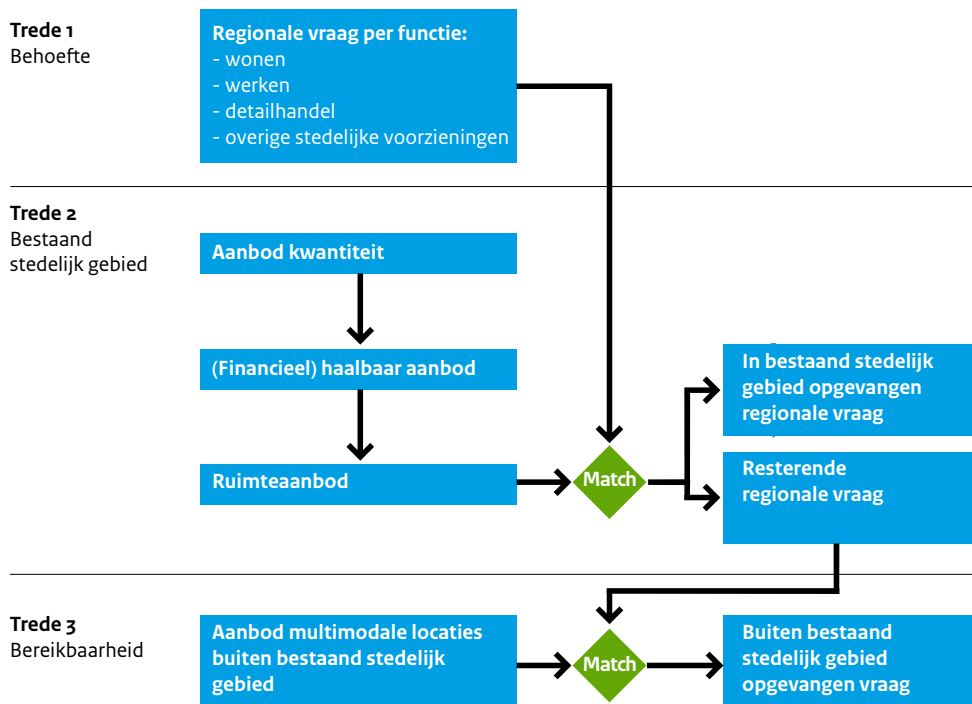 Trede 1
Behoefte
Regionale vraag per functie:
- wonen
- werken
- detailhandel
- overige stedelijke voorzieningen
Trede 2
Bestaand
stedelijk gebied
Aanbod kwantiteit
(Financieel) haalbaar aanbod
Ruimteaanbod
Match
In bestaand stedelijk
gebied opgevangen
regionale vraag
Resterende
regionale vraag
Trede 3
Bereikbaarheid
Aanbod multimodale locaties
buiten bestaand stedelijk
gebied
Match
Buiten bestaand
stedelijk gebied
opgevangen vraag